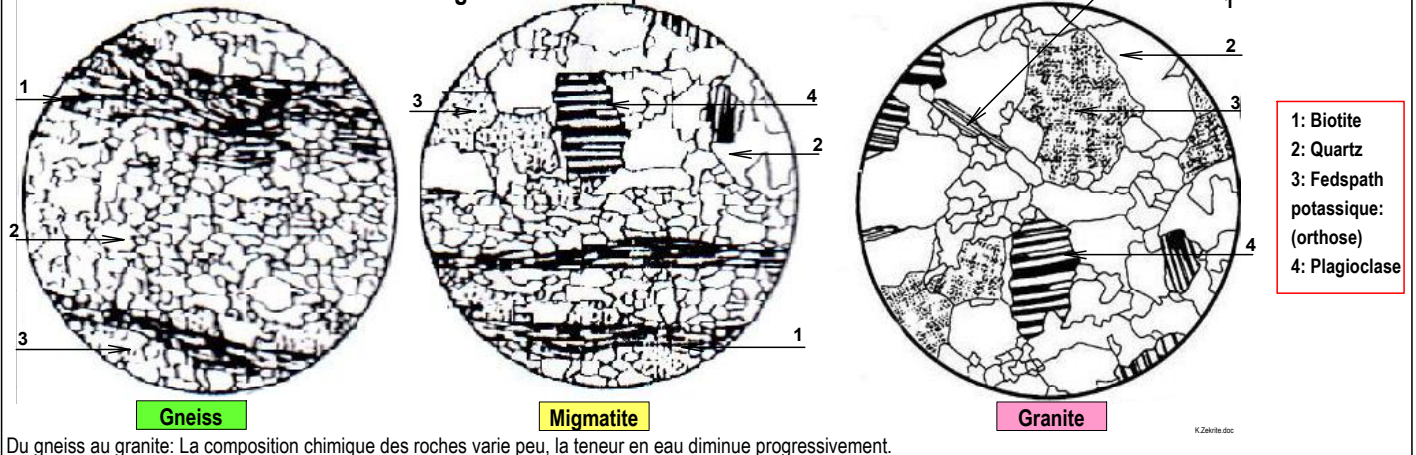 1
2
3
3
4
2
1
1
2
3
4
1: Biotite
2: Quartz
3: Fedspath
potassique:
(orthose)
4: Plagioclase
Gneiss
Migmatite
Granite
K.Zekrite.doc
Du gneiss au granite: La composition chimique des roches varie peu, la teneur en eau diminue progressivement.